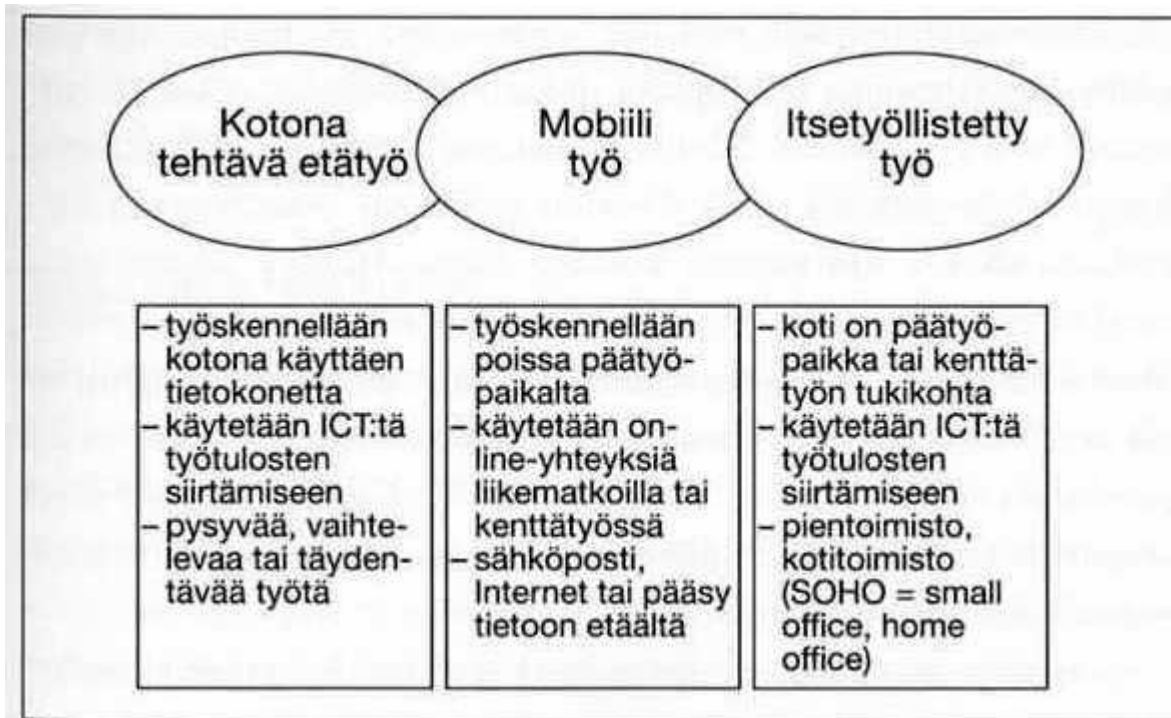 Kotona
tehtävä etätyö
Mobiili
työ
Itsetyöllistetty
työ
– työskennellään
kotona käyttäen
tietokonetta
– käytetään ICT:tä
työtulosten
siirtämiseen
– pysyvää, vaihte-
levaa tai täyden-
tävää työtä
– työskennellään
poissa päätyö-
paikalta
– käytetään on-
line-yhteyksiä
liikematkoilla tai
kenttätyössä
– sähköposti,
Internet tai pääsy
tietoon etäältä
– koti on päätyö-
paikka tai kenttä-
työn tukikohta
– käytetään ICT:tä
työtulosten
siirtämiseen
– pientoimisto,
kotitoimisto
(SOHO = small
office, home
office)